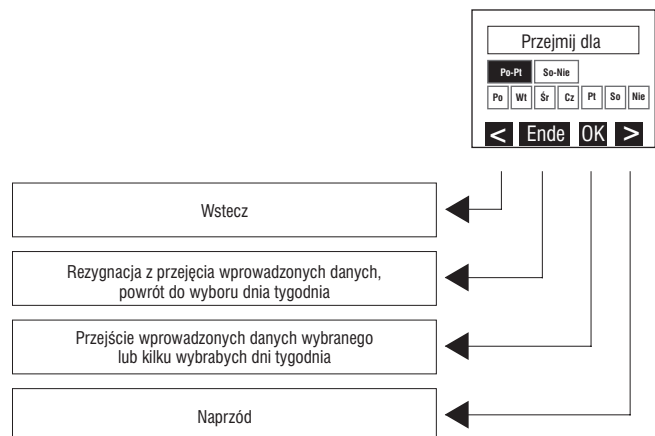 Przejmij dla
Po-Pt So-Nie
Po Wt Śr Cz Pt So Nie
< Ende OK >
Wstecz
Rezygnacja z przejęcia wprowadzonych danych,
powrót do wyboru dnia tygodnia
Przejście wprowadzonych danych wybranego
lub kilku wybrabych dni tygodnia
Naprzód